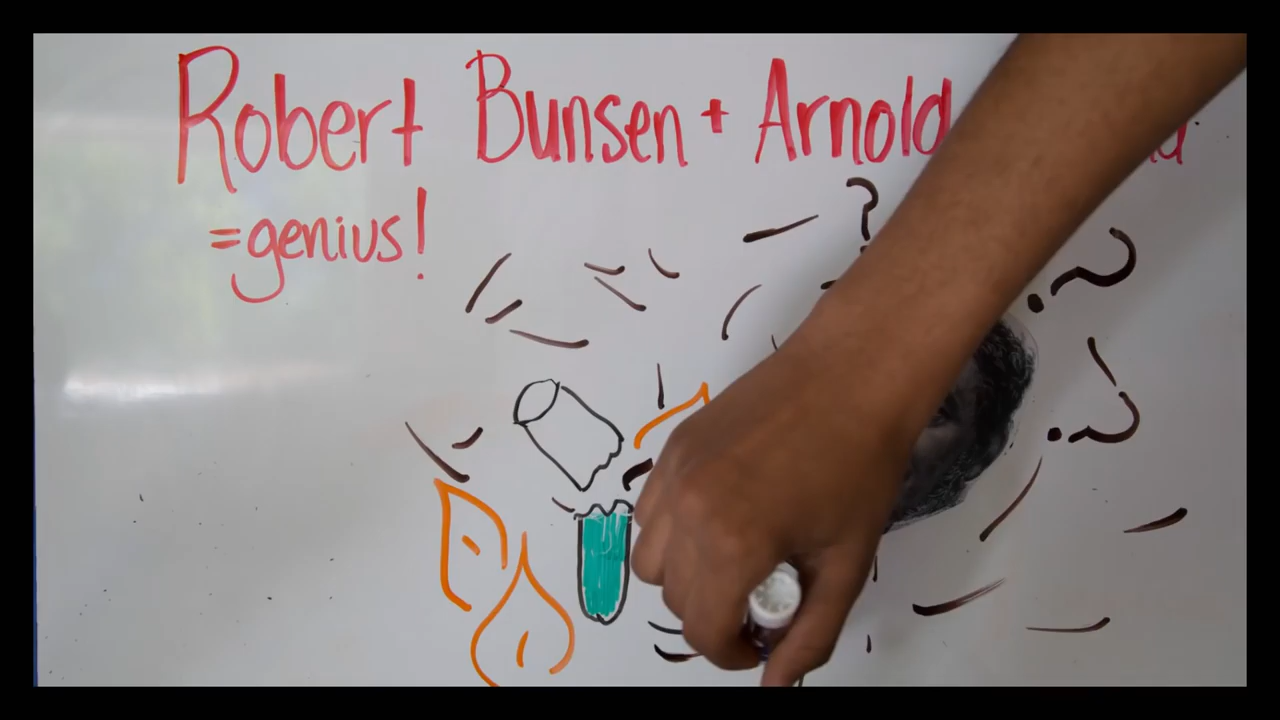 Robert Bunsen + Arnold
=genius!
? ? ?